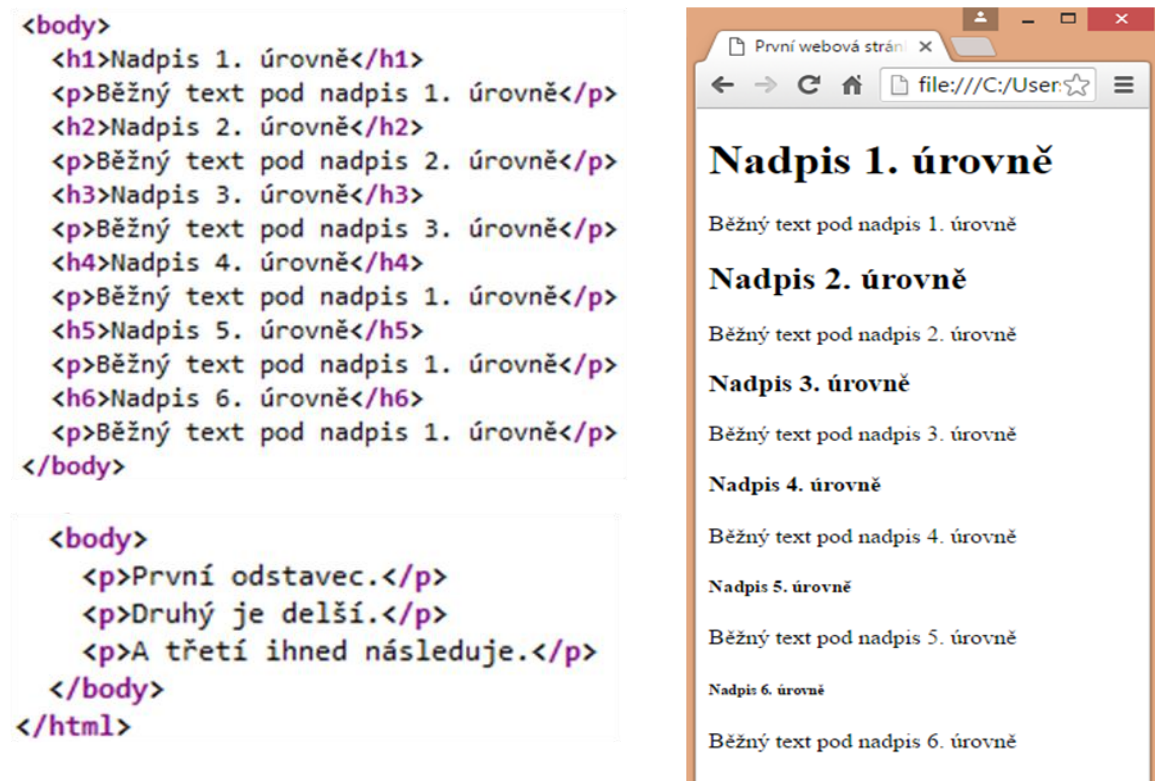 <body>
<h1>Nadpis 1. úrovně</h1>
<p>Běžný text pod nadpis 1. úrovně</p>
<h2>Nadpis 2. úrovně</h2>
<p>Běžný text pod nadpis 2. úrovně</p>
<h3>Nadpis 3. úrovně</h3>
<p>Běžný text pod nadpis 3. úrovně</p>
<h4>Nadpis 4. úrovně</h4>
<p>Běžný text pod nadpis 1. úrovně</p>
<h5>Nadpis 5. úrovně</h5>
<p>Běžný text pod nadpis 1. úrovně</p>
<h6>Nadpis 6. úrovně</h6>
<p>Běžný text pod nadpis 1. úrovně</p>
</body>
<body>
<p>První odstavec.</p>
<p>Druhý je delší.</p>
<p>A třetí ihned následuje.</p>
</body>
</html>
První webová strán
file:///C:/User
Nadpis 1. úrovně
Běžný text pod nadpis 1. úrovně
Nadpis 2. úrovně
Běžný text pod nadpis 2. úrovně
Nadpis 3. úrovně
Běžný text pod nadpis 3. úrovně
Nadpis 4. úrovně
Běžný text pod nadpis 4. úrovně
Nadpis 5. úrovně
Běžný text pod nadpis 5. úrovně
Nadpis 6. úrovně
Běžný text pod nadpis 6. úrovně